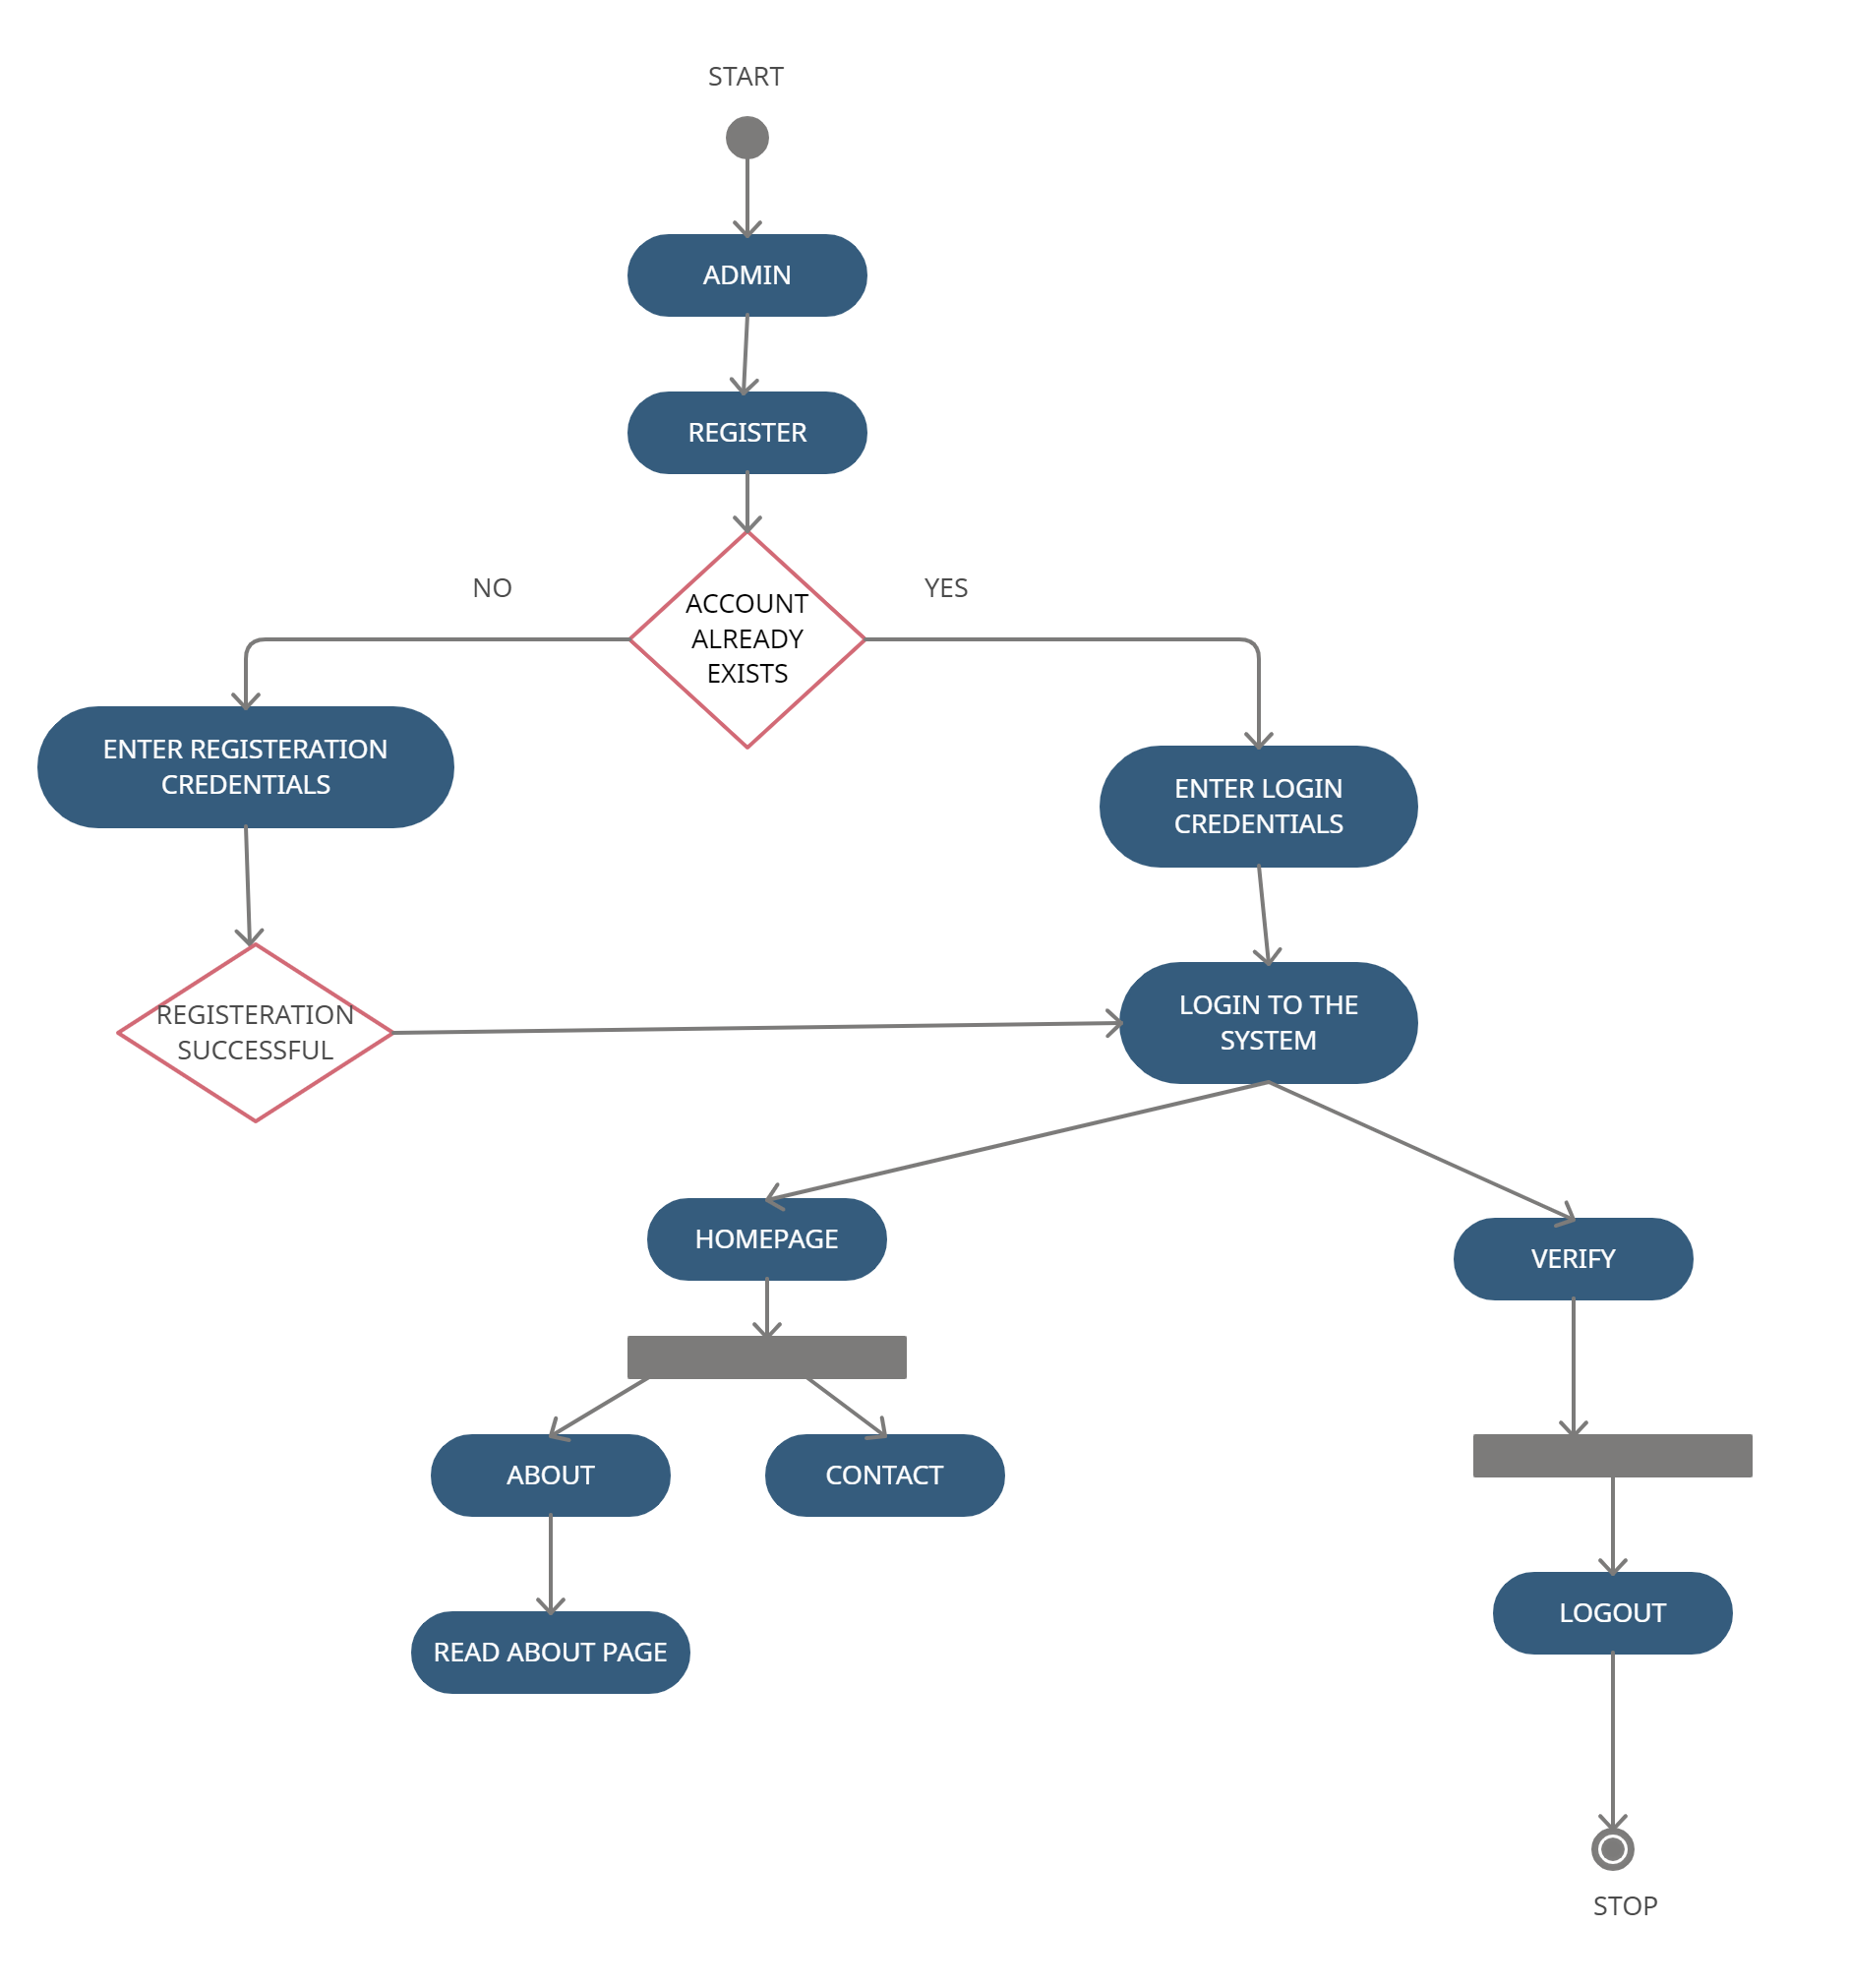 START
ADMIN
REGISTER
NO
YES
ACCOUNT
ALREADY
EXISTS
ENTER REGISTERATION
CREDENTIALS
ENTER LOGIN
CREDENTIALS
REGISTERATION
SUCCESSFUL
LOGIN TO THE
SYSTEM
HOMEPAGE
VERIFY
ABOUT
CONTACT
LOGOUT
READ ABOUT PAGE
STOP